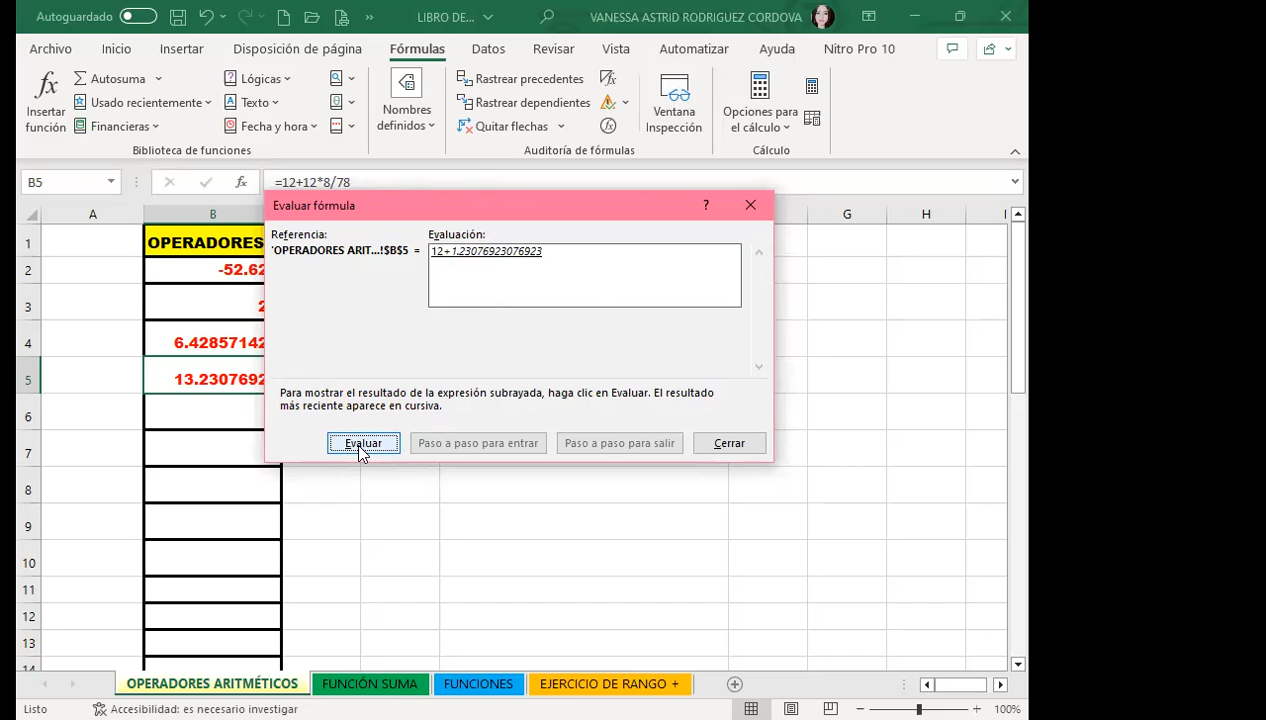 Autoguardado
LIBRO DE...
VANESSA ASTRID RODRIGUEZ CORDOVA
Archivo Inicio Insertar Disposición de página Fórmulas Datos Revisar Vista Automatizar Ayuda Nitro Pro 10
fx
Insertar
función
Autosuma
Usado recientemente
Financieras
Lógicas
Texto
Fecha y hora
Biblioteca de funciones
Nombres
definidos
Rastrear precedentes
Rastrear dependientes
Quitar flechas
Auditoría de fórmulas
Ventana
Inspección
Opciones para
el cálculo
Cálculo
B5
fx
=12+12*8/78
A B G H I
1 OPERADORES
2 -52.62
3 2
4 6.42857142
5 13.2307692
6
7
8
9
10
11
12
13
14
Evaluar fórmula
?
Referencia:
'OPERADORES ARIT...!$B$5 =
Evaluación:
12+1.23076923076923
Para mostrar el resultado de la expresión subrayada, haga clic en Evaluar. El resultado
más reciente aparece en cursiva.
Evaluar Paso a paso para entrar Paso a paso para salir Cerrar
OPERADORES ARITMÉTICOS FUNCIÓN SUMA FUNCIONES EJERCICIO DE RANGO +
Listo Accesibilidad: es necesario investigar 100%